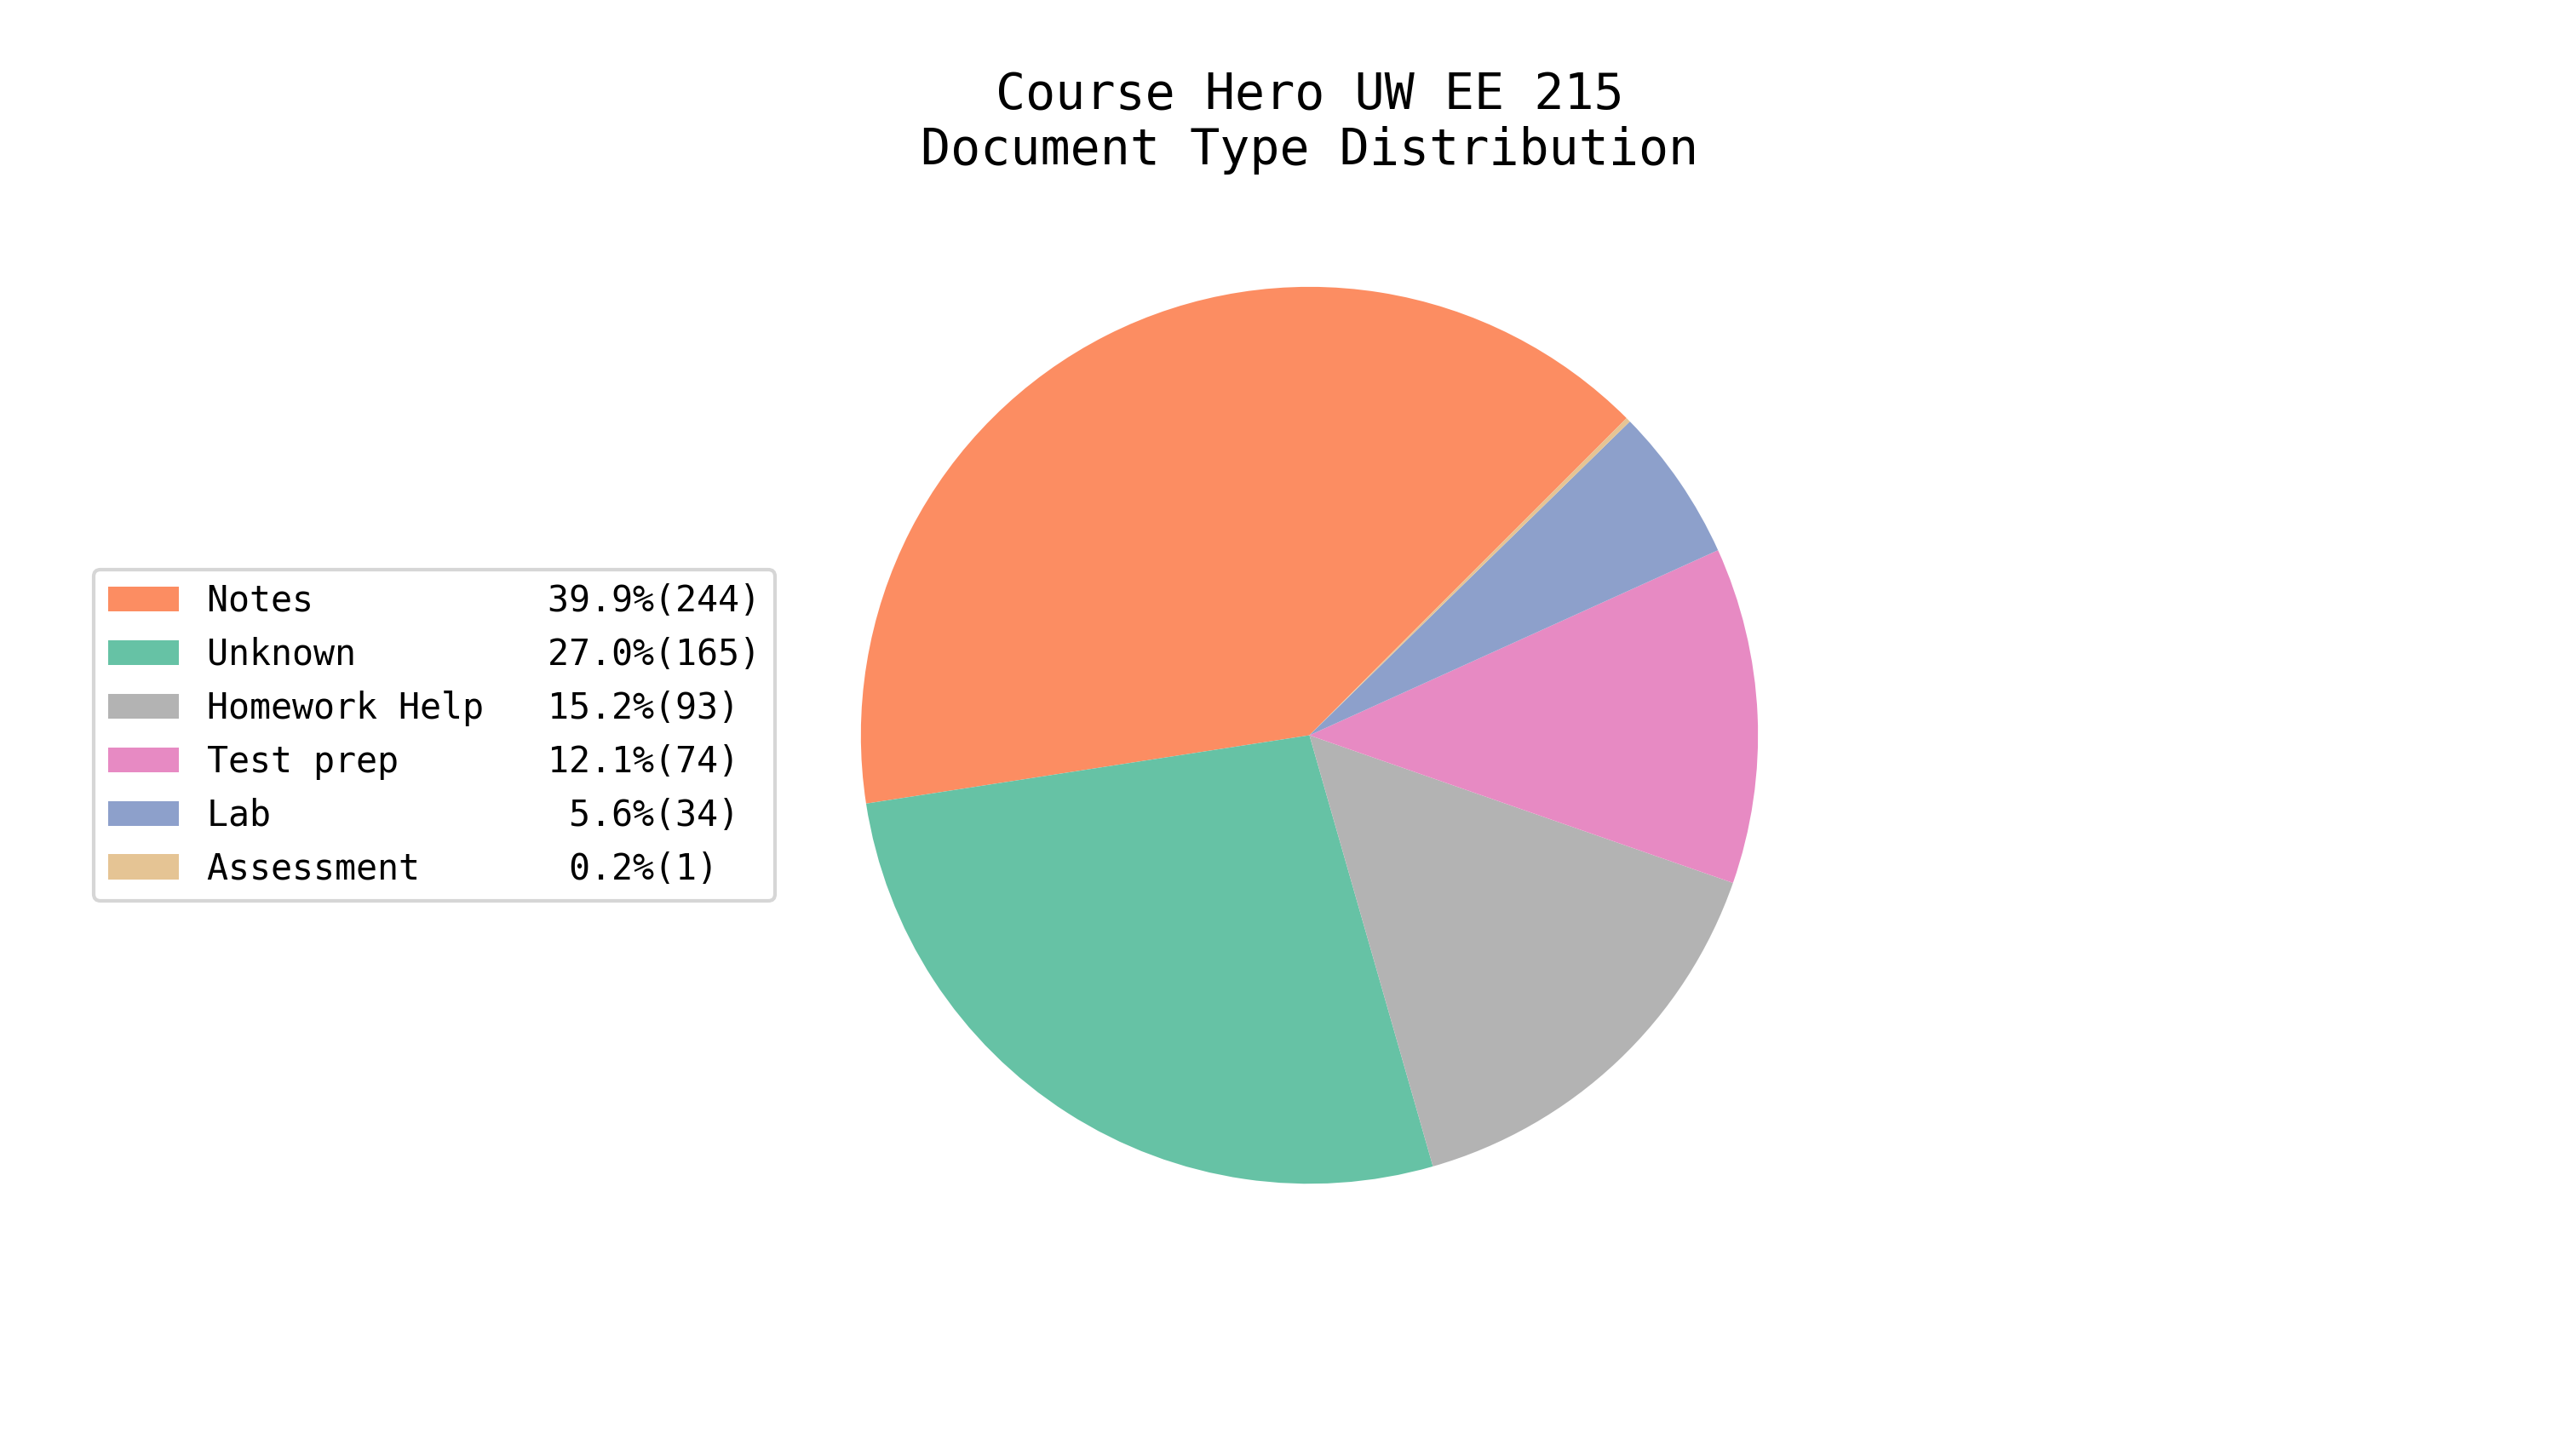 Course Hero UW EE 215
Document Type Distribution
Notes 39.9%(244)
Unknown 27.0%(165)
Homework Help 15.2%(93)
Test prep 12.1%(74)
Lab 5.6%(34)
Assessment 0.2%(1)